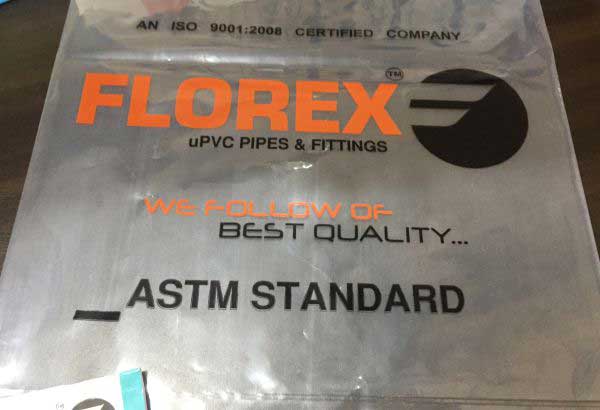 AN ISO 9001:2008 CERTIFIED COMPANY
FLOREX TM
uPVC PIPES & FITTINGS
WE FOLLOW OF
BEST QUALITY...
_ ASTM STANDARD